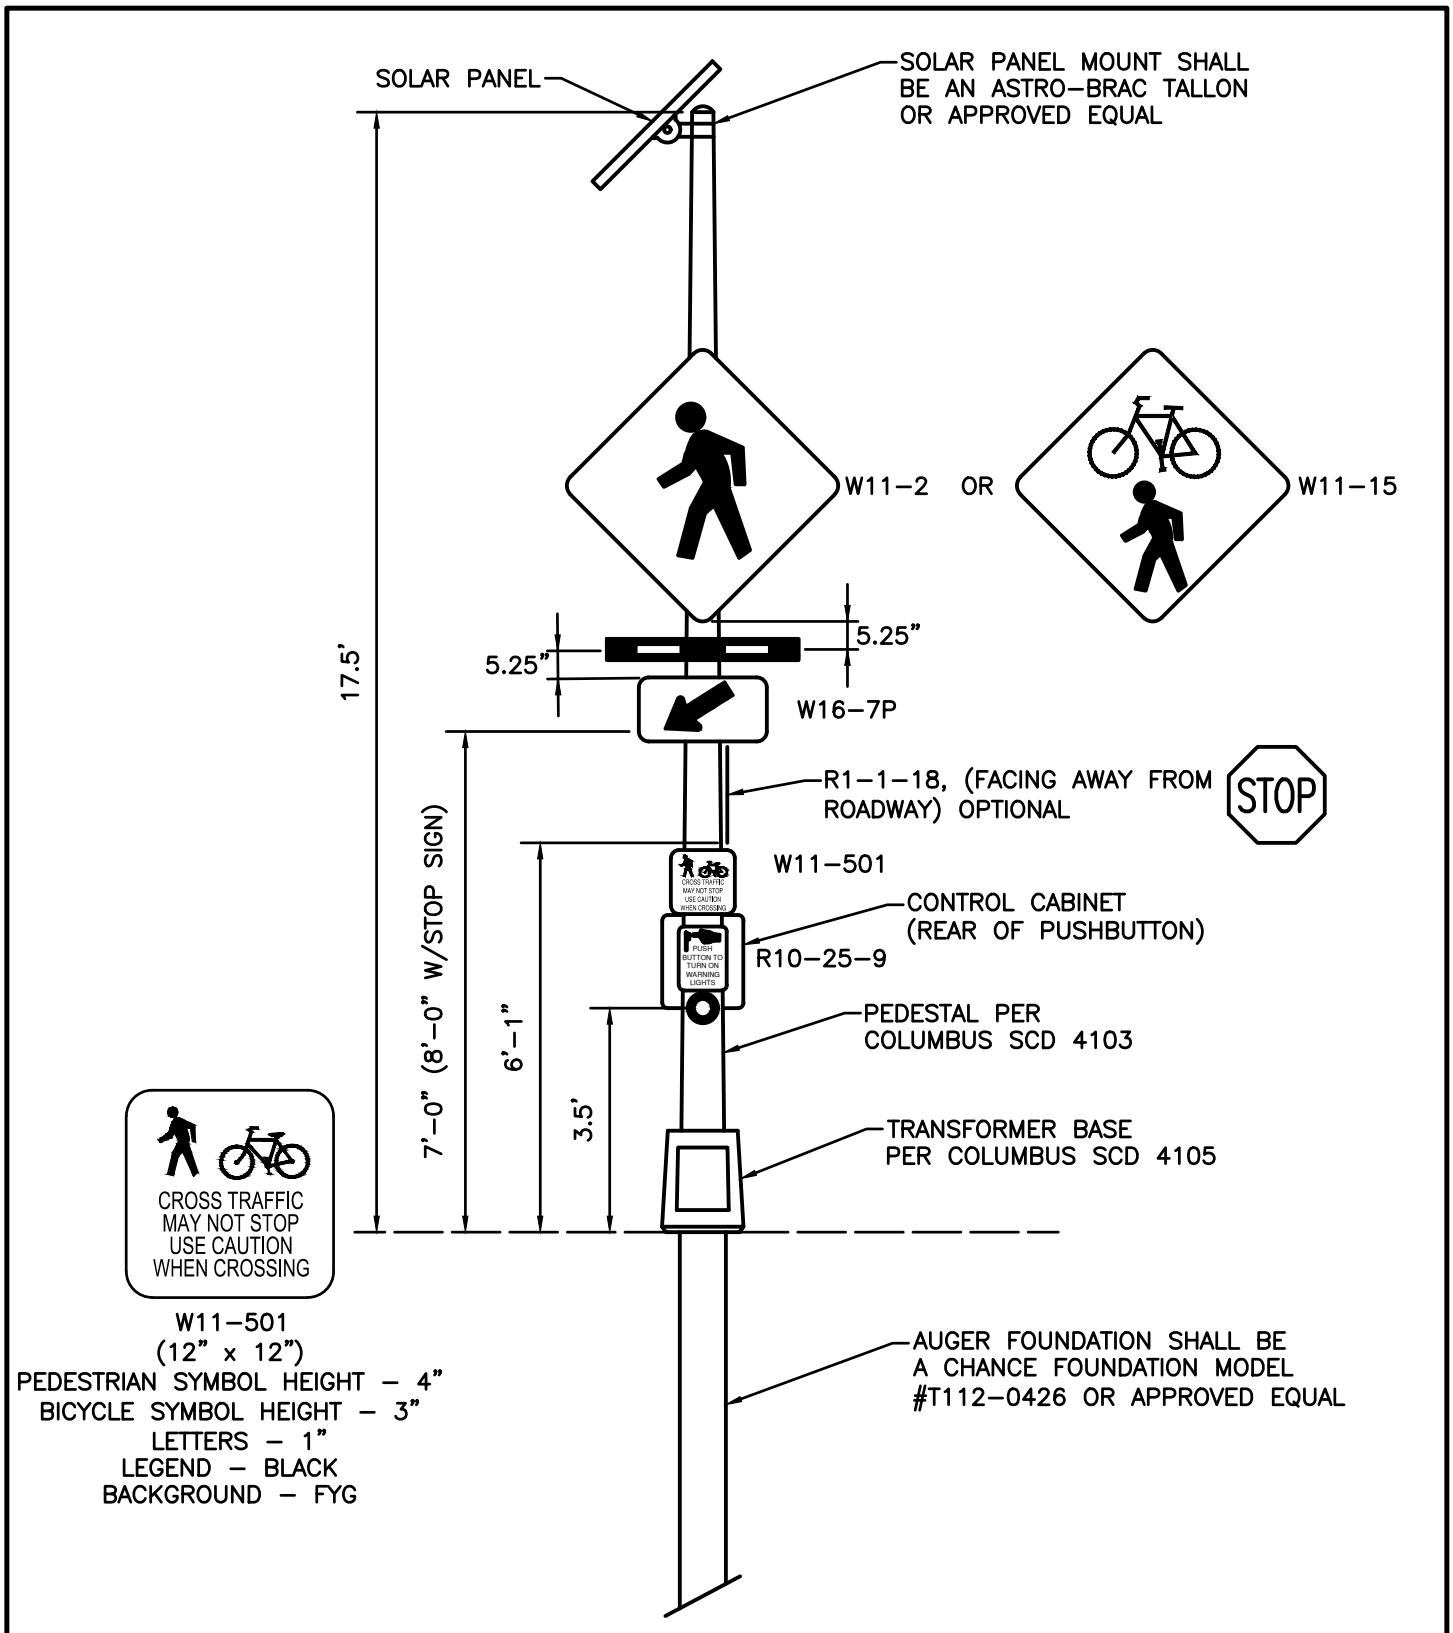 SOLAR PANEL
SOLAR PANEL MOUNT SHALL
BE AN ASTRO-BRAC TALLON
OR APPROVED EQUAL
W11-2 OR
W11-15
17.5'
5.25"
5.25"
W16-7P
R1-1-18, (FACING AWAY FROM
ROADWAY) OPTIONAL
STOP
7'-0" (8'-0" W/STOP SIGN)
6'-1"
3.5'
W11-501
CROSS TRAFFIC
MAY NOT STOP
USE CAUTION
WHEN CROSSING
CONTROL CABINET
(REAR OF PUSHBUTTON)
PUSH
BUTTON TO
TURN ON
WARNING
LIGHTS
R10-25-9
PEDESTAL PER
COLUMBUS SCD 4103
TRANSFORMER BASE
PER COLUMBUS SCD 4105
CROSS TRAFFIC
MAY NOT STOP
USE CAUTION
WHEN CROSSING
W11-501
(12" x 12")
PEDESTRIAN SYMBOL HEIGHT - 4"
BICYCLE SYMBOL HEIGHT - 3"
LETTERS - 1"
LEGEND - BLACK
BACKGROUND - FYG
AUGER FOUNDATION SHALL BE
A CHANCE FOUNDATION MODEL
#T112-0426 OR APPROVED EQUAL